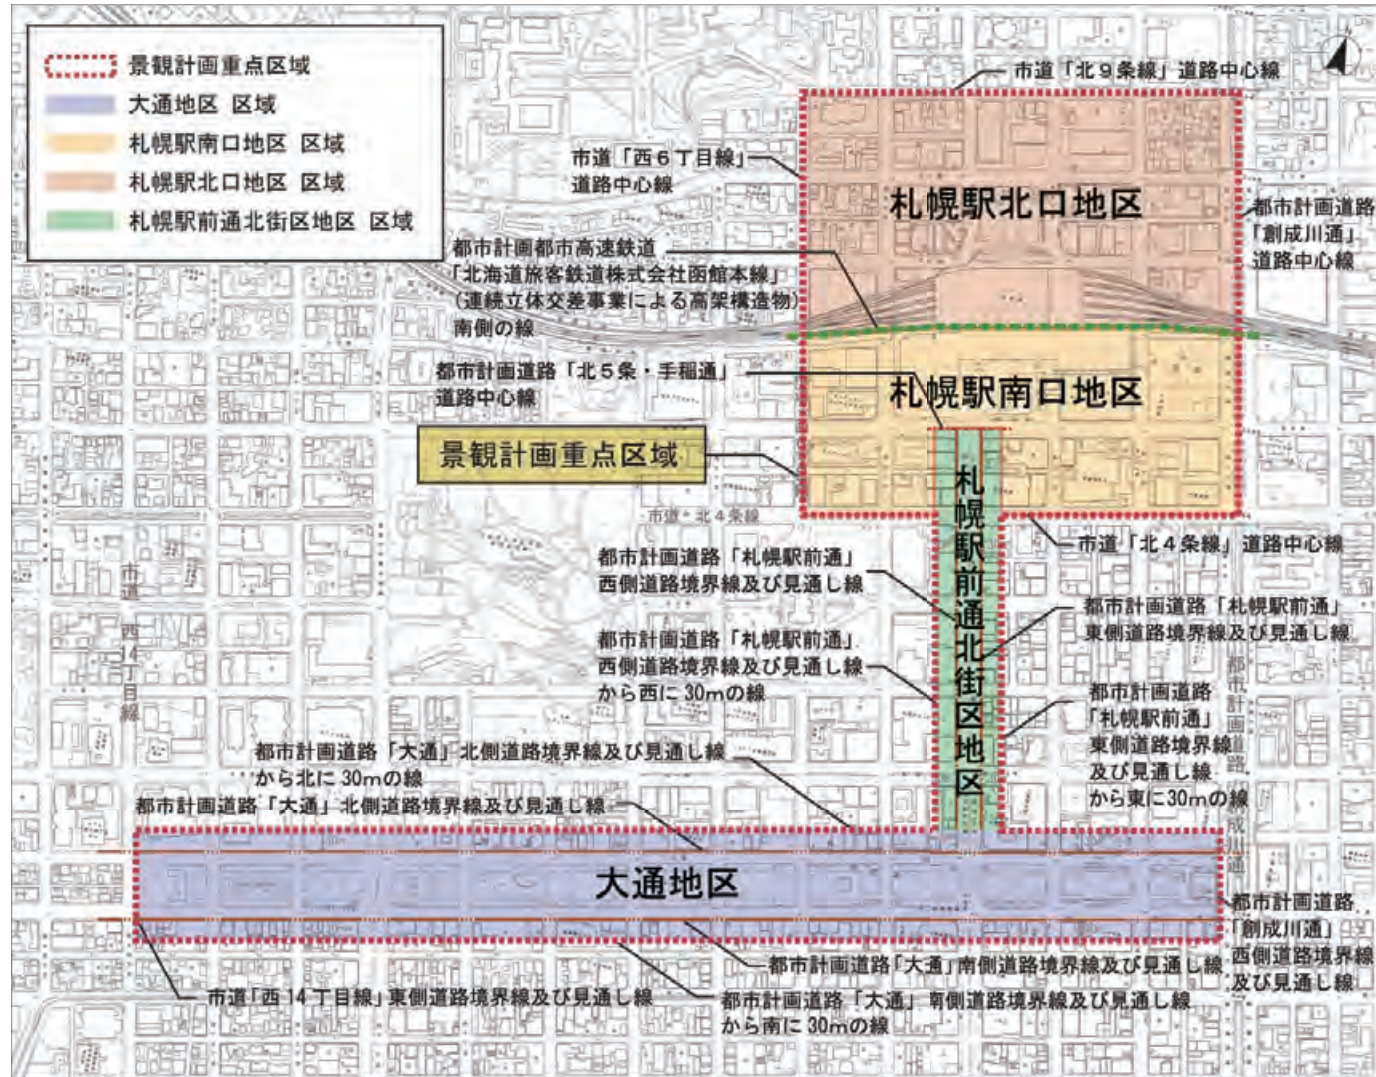 景観計画重点区域
大通地区 区域
札幌駅南口地区 区域
札幌駅北口地区 区域
札幌駅前通北街区地区 区域
市道「北9条線」道路中心線
市道「西6丁目線」
道路中心線
札幌駅北口地区
都市計画道路
「創成川通」
道路中心線
都市計画都市高速鉄道
「北海道旅客鉄道株式会社函館本線」
(連続立体交差事業による高架構造物)
南側の線
都市計画道路「北5条・手稲通」
道路中心線
札幌駅南口地区
景観計画重点区域
市道・北4条線
市道「北4条線」道路中心線
札幌駅前通北街区地区
都市計画道路「札幌駅前通」
西側道路境界線及び見通し線
都市計画道路「札幌駅前通」
東側道路境界線及び見通し線
都市計画道路「札幌駅前通」
西側道路境界線及び見通し線
から西に30mの線
都市計画道路
「札幌駅前通」
東側道路境界線
及び見通し線
から東に30mの線
市道 西14丁目線
都市計画道路 創成川通
都市計画道路「大通」北側道路境界線及び見通し線
から北に30mの線
都市計画道路「大通」北側道路境界線及び見通し線
大通地区
都市計画道路
「創成川通」
西側道路境界線
及び見通し線
都市計画道路「大通」南側道路境界線及び見通し線
市道「西14丁目線」東側道路境界線及び見通し線
都市計画道路「大通」南側道路境界線及び見通し線
から南に30mの線